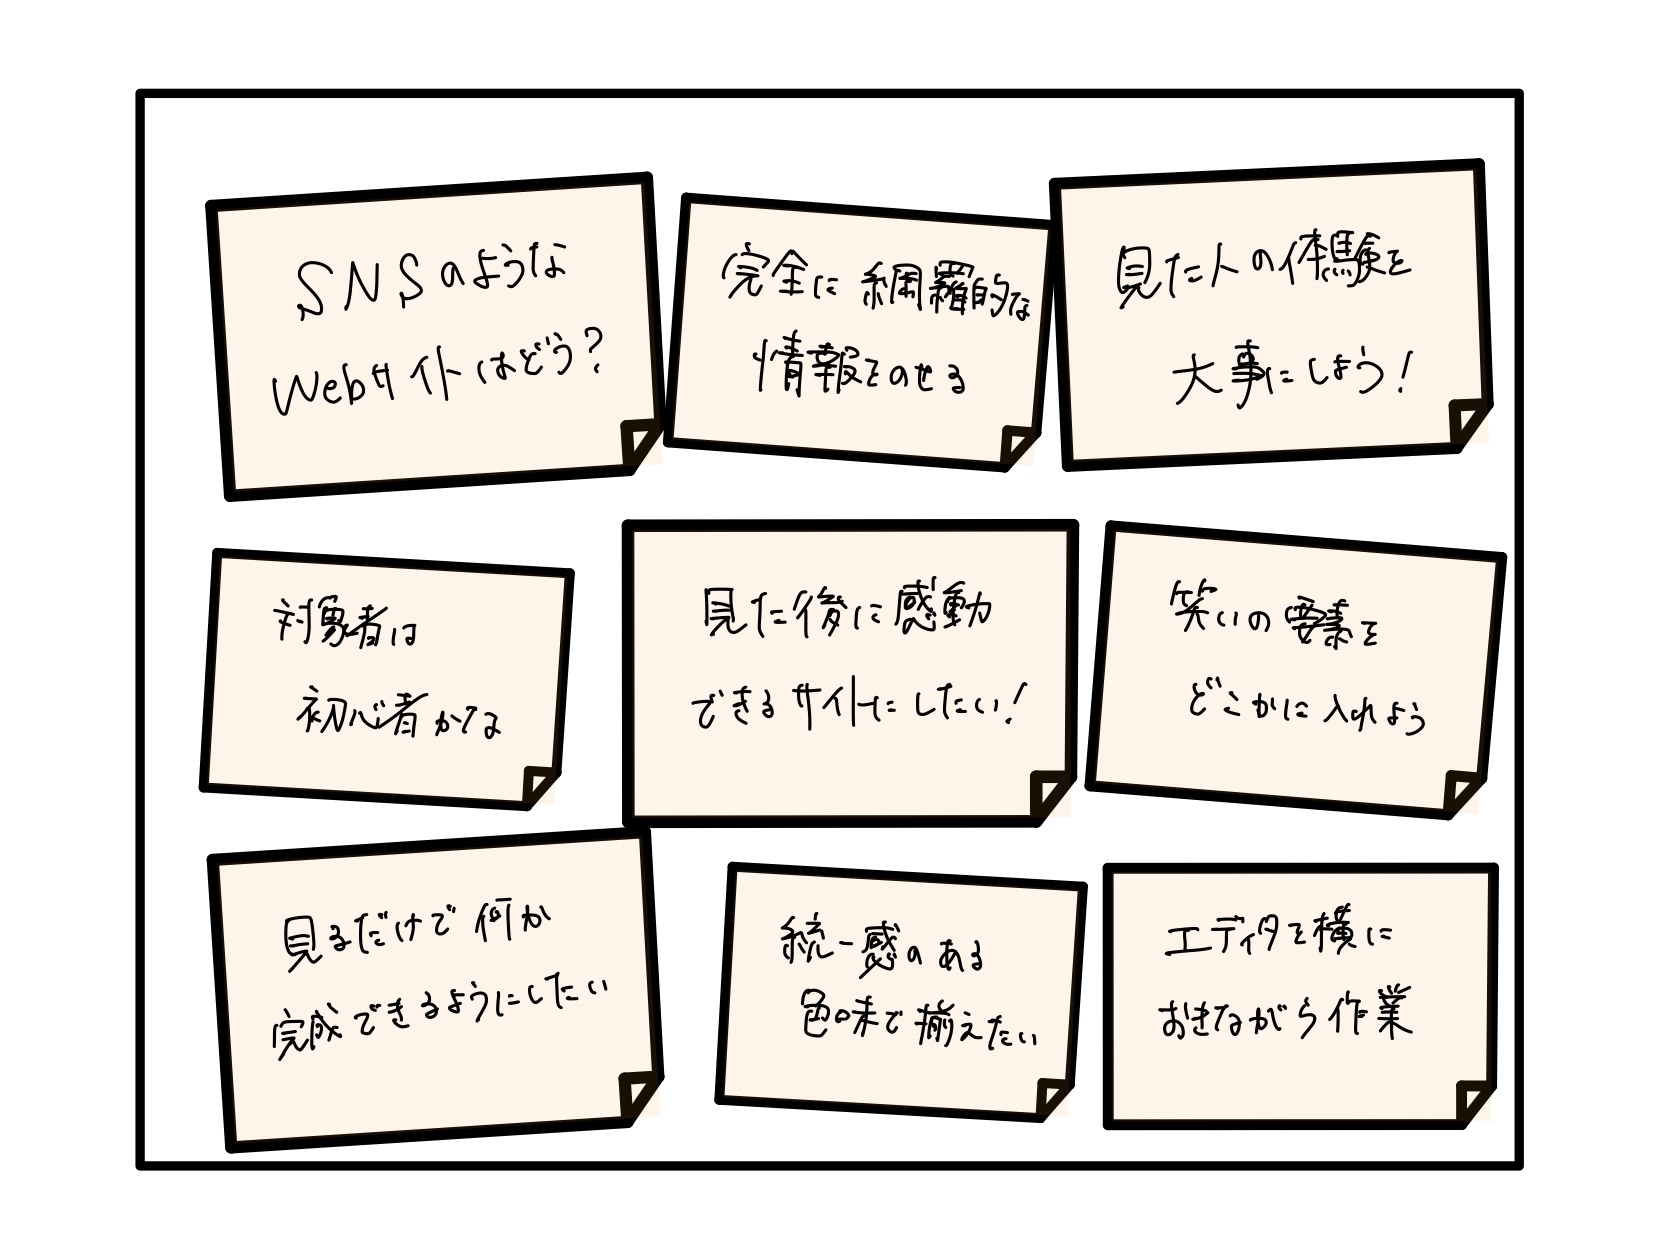 SNSのような
Webサイトはどう？
完全に網羅的な
情報をのせる
見た人の体験を
大事にしよう！
対象者は
初心者かな
見た後に感動
できるサイトにしたい！
笑いの要素を
どこかに入れよう
見るだけで何か
完成できるようにしたい
統一感のある
色味で揃えたい
エディタを横に
おきながら作業